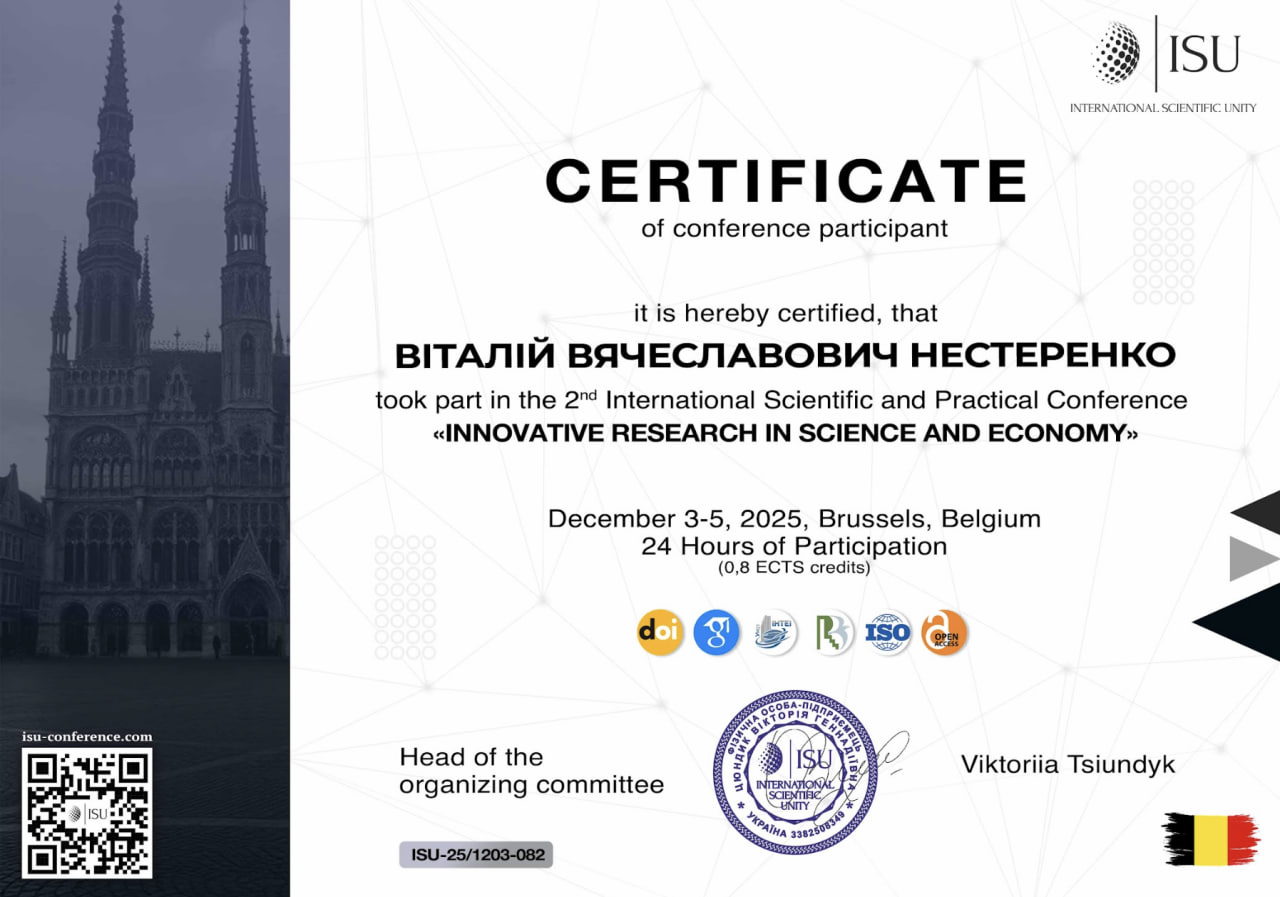 ISU
INTERNATIONAL SCIENTIFIC UNITY
CERTIFICATE
of conference participant
it is hereby certified, that
ВІТАЛІЙ ВЯЧЕСЛАВОВИЧ НЕСТЕРЕНКО
took part in the 2nd International Scientific and Practical Conference
«INNOVATIVE RESEARCH IN SCIENCE AND ECONOMY»
December 3-5, 2025, Brussels, Belgium
24 Hours of Participation
(0,8 ECTS credits)
doi
g
ІНТЕІ
R
ISO
a
OPEN
ACCESS
isu-conference.com
ISU
Head of the
organizing committee
ФІЗИЧНА ОСОБА-ПІДПРИЄМЕЦЬ
ЦЮНДИК ВІКТОРІЯ ГЕННАДІЇВНА
ISU
INTERNATIONAL
SCIENTIFIC
UNITY
УКРАЇНА 3382506349
Viktoriia Tsiundyk
ISU-25/1203-082